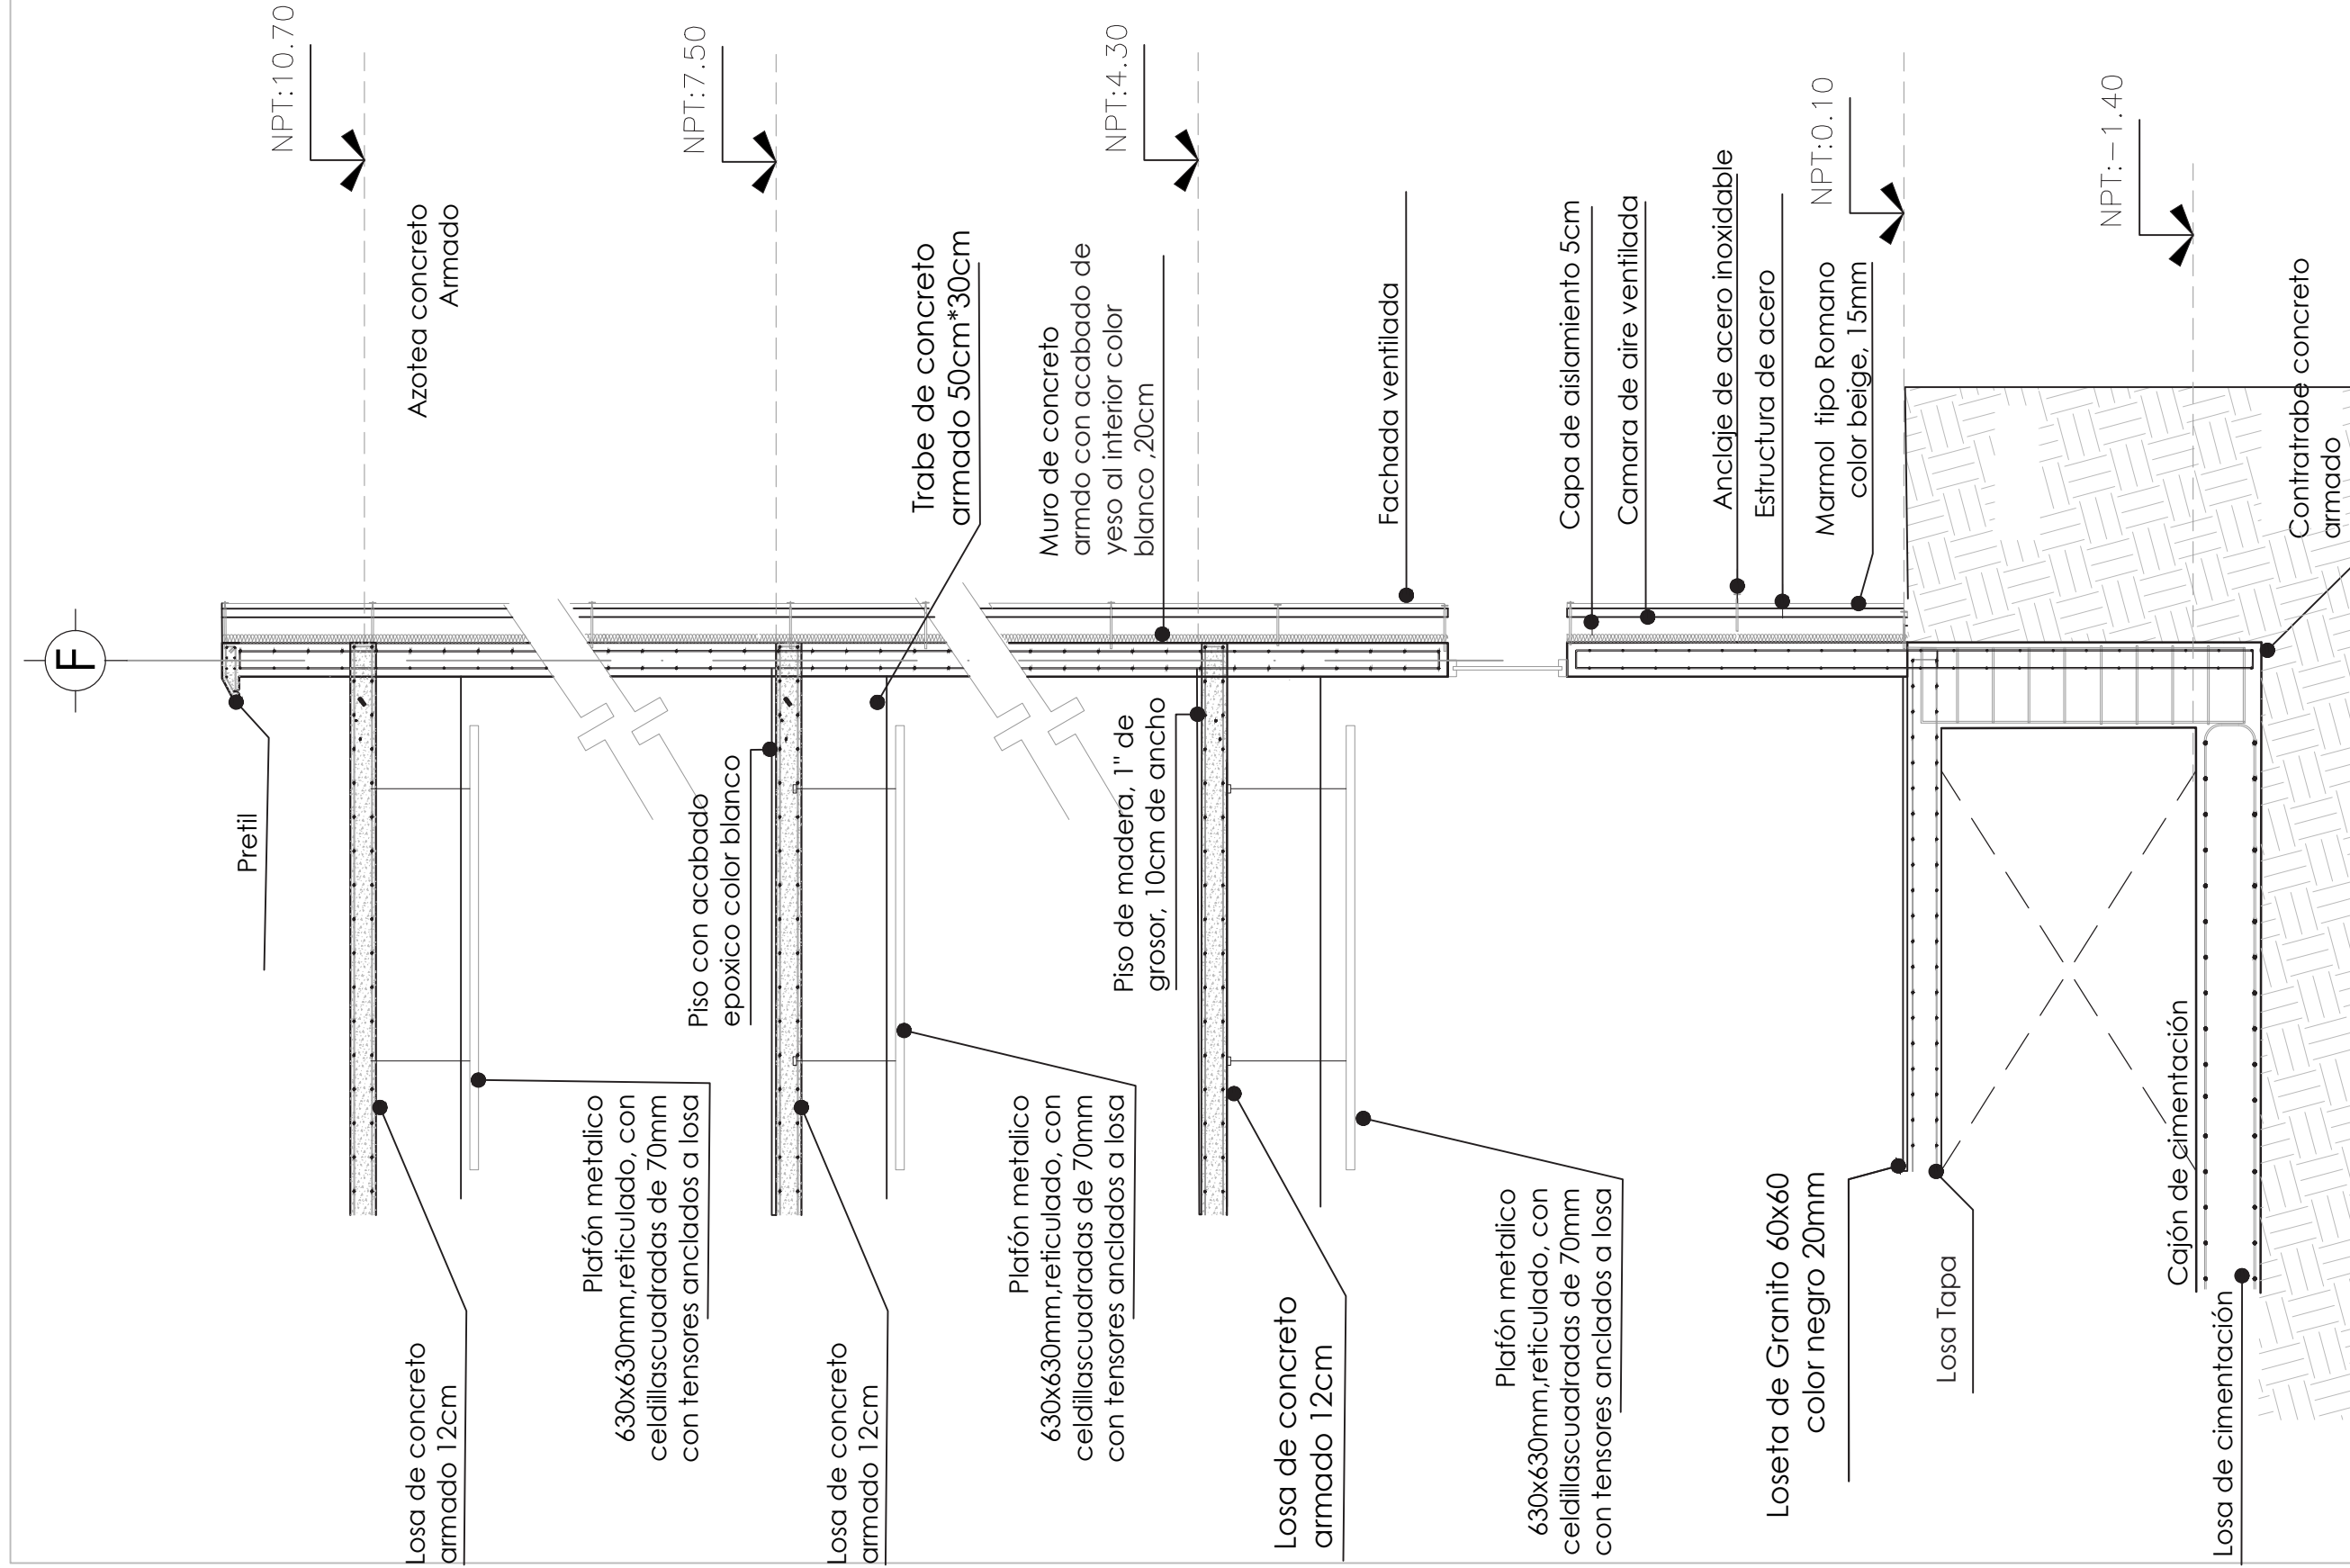 F
NPT:10.70
Azotea concreto
Armado
Pretil
Losa de concreto
armado 12cm
Plafón metalico
630x630mm,reticulado, con
celdillascuadradas de 70mm
con tensores anclados a losa
NPT:7.50
Piso con acabado
epoxico color blanco
Losa de concreto
armado 12cm
Trabe de concreto
armado 50cm*30cm
Muro de concreto
armdo con acabado de
yeso al interior color
blanco ,20cm
Plafón metalico
630x630mm,reticulado, con
celdillascuadradas de 70mm
con tensores anclados a losa
NPT:4.30
Piso de madera, 1" de
grosor, 10cm de ancho
Losa de concreto
armado 12cm
Fachada ventilada
Plafón metalico
630x630mm,reticulado, con
celdillascuadradas de 70mm
con tensores anclados a losa
Capa de aislamiento 5cm
Camara de aire ventilada
Anclaje de acero inoxidable
Estructura de acero
Marmol tipo Romano
color beige, 15mm
NPT:0.10
Loseta de Granito 60x60
color negro 20mm
Losa Tapa
NPT:-1.40
Cajón de cimentación
Losa de cimentación
Contratrabe concreto
armado